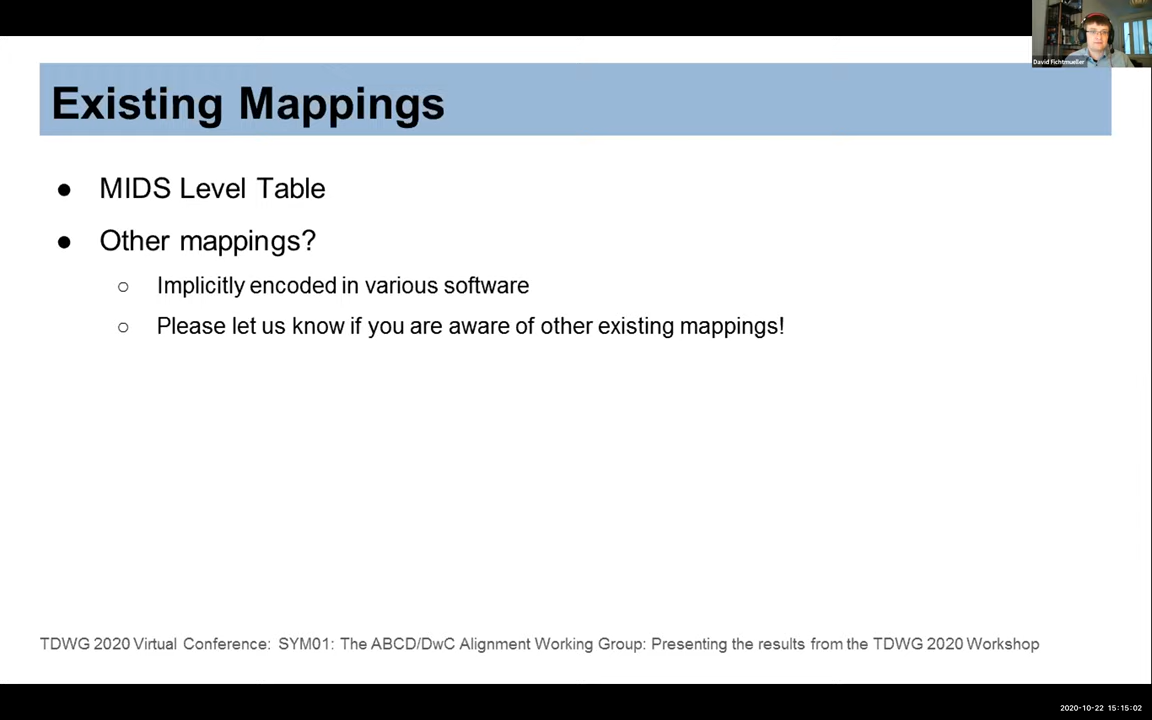 David Fichtmueller
Existing Mappings
● MIDS Level Table
● Other mappings?
○ Implicitly encoded in various software
○ Please let us know if you are aware of other existing mappings!
TDWG 2020 Virtual Conference: SYM01: The ABCD/DwC Alignment Working Group: Presenting the results from the TDWG 2020 Workshop
2020-10-22 15:15:02